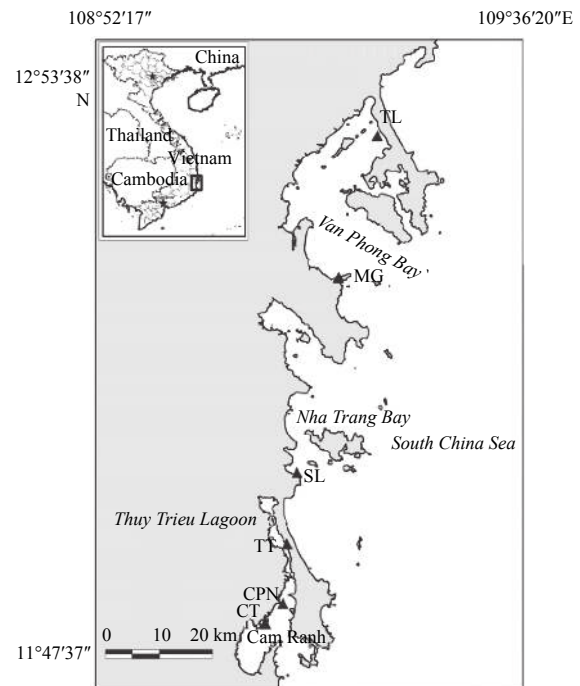 108°52′17″
109°36′20″E
12°53′38″
N
China
Thailand
Vietnam
Cambodia
TL
Van Phong Bay
MG
Nha Trang Bay
South China Sea
SL
Thuy Trieu Lagoon
TT
CPN
CT
Cam Ranh
0 10 20 km
11°47′37″